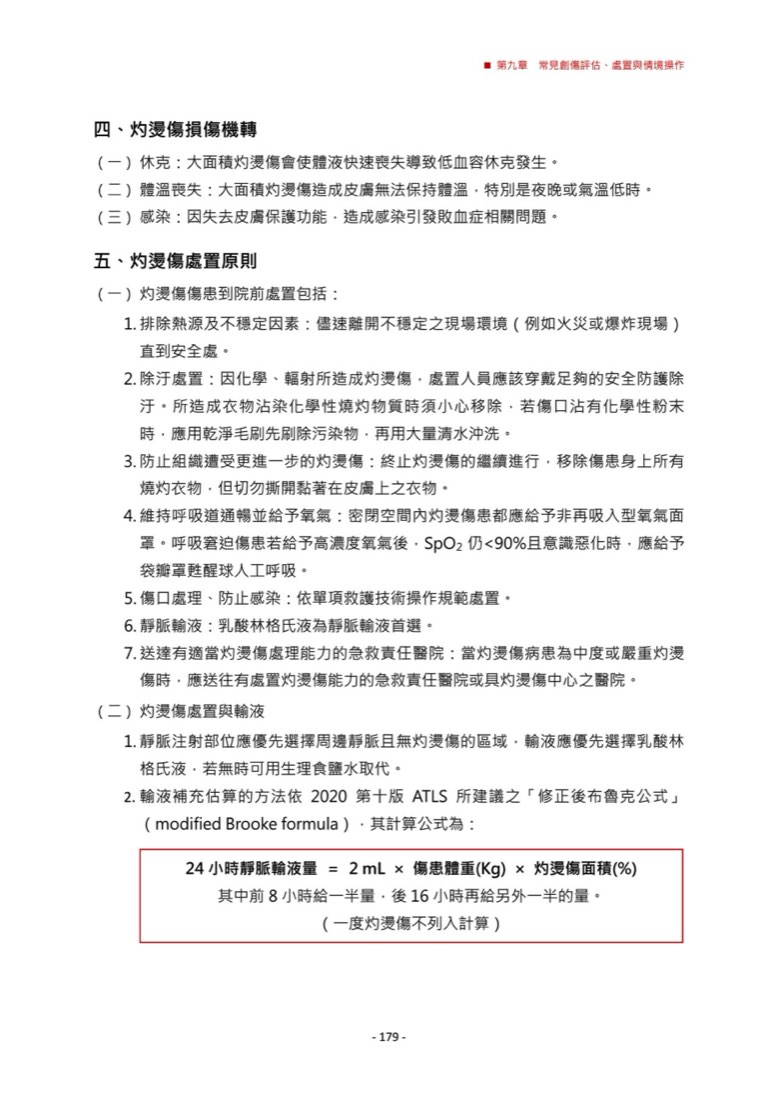 ■ 第九章 常見創傷評估、處置與情境操作
四、灼燙傷損傷機轉
（一）休克：大面積灼燙傷會使體液快速喪失導致低血容休克發生。
（二）體溫喪失：大面積灼燙傷造成皮膚無法保持體溫，特別是夜晚或氣溫低時。
（三）感染：因失去皮膚保護功能，造成感染引發敗血症相關問題。
五、灼燙傷處置原則
（一）灼燙傷傷患到院前處置包括：
1. 排除熱源及不穩定因素：儘速離開不穩定之現場環境（例如火災或爆炸現場）
直到安全處。
2. 除汙處置：因化學、輻射所造成灼燙傷，處置人員應該穿戴足夠的安全防護除
汙。所造成衣物沾染化學性燒灼物質時須小心移除，若傷口沾有化學性粉末
時，應用乾淨毛刷先刷除污染物，再用大量清水沖洗。
3. 防止組織遭受更進一步的灼燙傷：終止灼燙傷的繼續進行，移除傷患身上所有
燒灼衣物，但切勿撕開黏著在皮膚上之衣物。
4. 維持呼吸道通暢並給予氧氣：密閉空間內灼燙傷患都應給予非再吸入型氧氣面
罩。呼吸窘迫傷患若給予高濃度氧氣後，SpO₂ 仍<90%且意識惡化時，應給予
袋瓣罩甦醒球人工呼吸。
5. 傷口處理、防止感染：依單項救護技術操作規範處置。
6. 靜脈輸液：乳酸林格氏液為靜脈輸液首選。
7. 送達有適當灼燙傷處理能力的急救責任醫院：當灼燙傷病患為中度或嚴重灼燙
傷時，應送往有處置灼燙傷能力的急救責任醫院或具灼燙傷中心之醫院。
（二）灼燙傷處置與輸液
1. 靜脈注射部位應優先選擇周邊靜脈且無灼燙傷的區域，輸液應優先選擇乳酸林
格氏液，若無時可用生理食鹽水取代。
2. 輸液補充估算的方法依 2020 第十版 ATLS 所建議之「修正後布魯克公式」
（modified Brooke formula），其計算公式為：
24 小時靜脈輸液量 = 2 mL × 傷患體重(Kg) × 灼燙傷面積(%)
其中前 8 小時給一半量，後 16 小時再給另外一半的量。
（一度灼燙傷不列入計算）
- 179 -